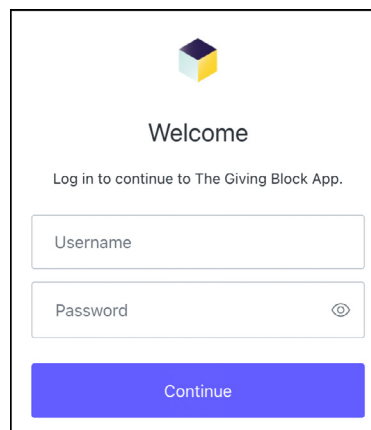 Welcome
Log in to continue to The Giving Block App.
Username
Password
Continue